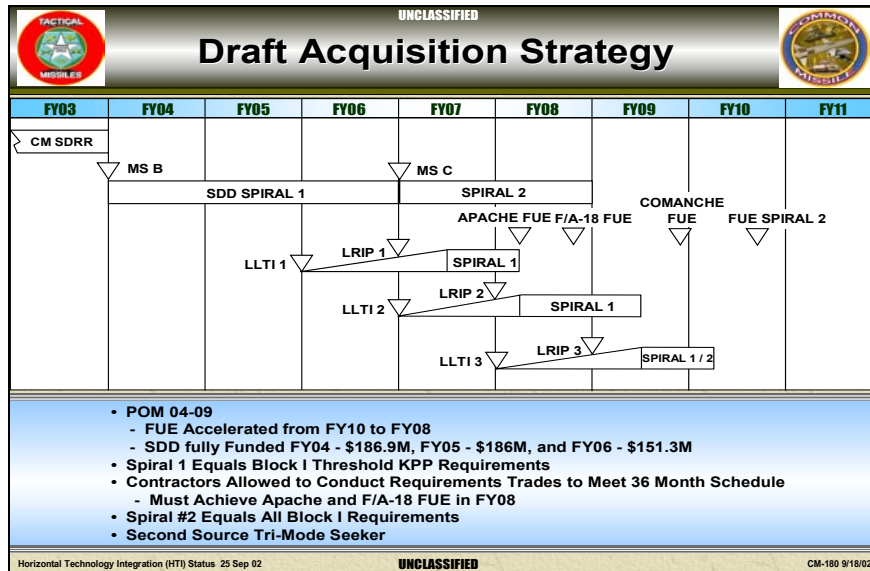 UNCLASSIFIED
TACTICAL
MISSILES
Draft Acquisition Strategy
COMMON
MISSILE
FY03 FY04 FY05 FY06 FY07 FY08 FY09 FY10 FY11
CM SDRR
MS B
MS C
SDD SPIRAL 1
SPIRAL 2
APACHE FUE
F/A-18 FUE
COMANCHE
FUE
FUE SPIRAL 2
LLTI 1
LRIP 1
SPIRAL 1
LLTI 2
LRIP 2
SPIRAL 1
LLTI 3
LRIP 3
SPIRAL 1 / 2
• POM 04-09
- FUE Accelerated from FY10 to FY08
- SDD fully Funded FY04 - $186.9M, FY05 - $186M, and FY06 - $151.3M
• Spiral 1 Equals Block I Threshold KPP Requirements
• Contractors Allowed to Conduct Requirements Trades to Meet 36 Month Schedule
- Must Achieve Apache and F/A-18 FUE in FY08
• Spiral #2 Equals All Block I Requirements
• Second Source Tri-Mode Seeker
Horizontal Technology Integration (HTI) Status 25 Sep 02
UNCLASSIFIED
CM-180 9/18/02